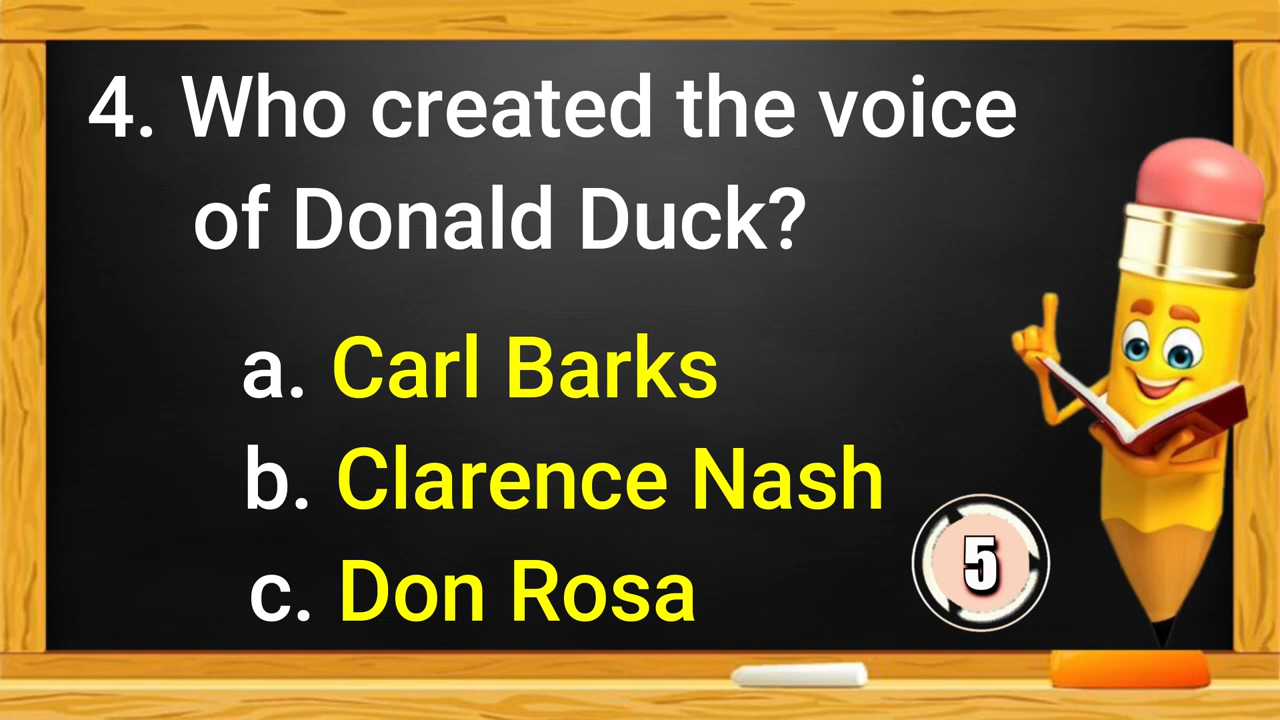 4. Who created the voice
of Donald Duck?
a. Carl Barks
b. Clarence Nash
c. Don Rosa
5